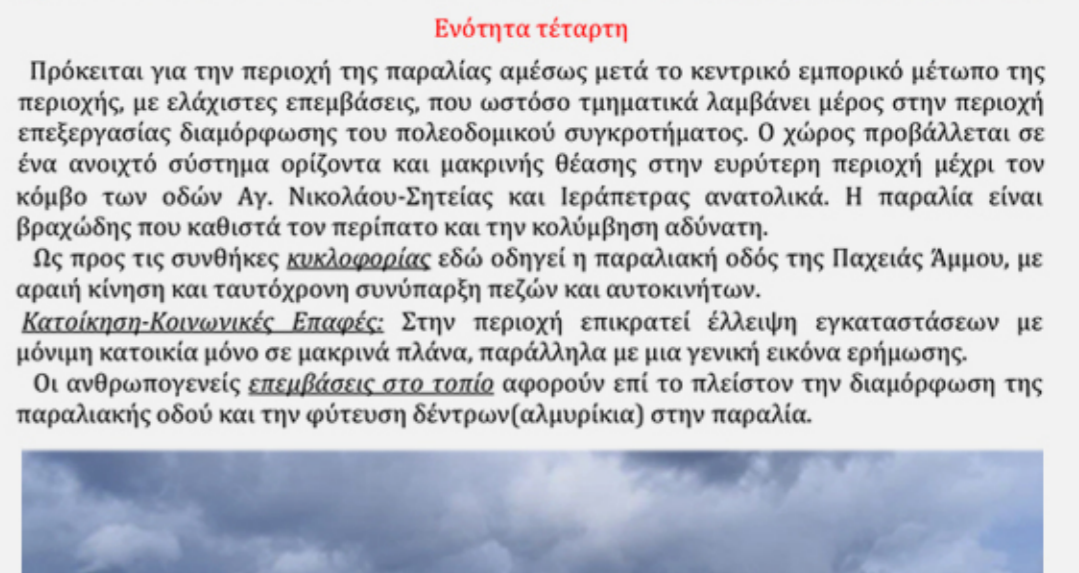 Ενότητα τέταρτη
Πρόκειται για την περιοχή της παραλίας αμέσως μετά το κεντρικό εμπορικό μέτωπο της
περιοχής, με ελάχιστες επεμβάσεις, που ωστόσο τμηματικά λαμβάνει μέρος στην περιοχή
επεξεργασίας διαμόρφωσης του πολεοδομικού συγκροτήματος. Ο χώρος προβάλλεται σε
ένα ανοιχτό σύστημα ορίζοντα και μακρινής θέασης στην ευρύτερη περιοχή μέχρι τον
κόμβο των οδών Αγ. Νικολάου-Σητείας και Ιεράπετρας ανατολικά. Η παραλία είναι
βραχώδης που καθιστά τον περίπατο και την κολύμβηση αδύνατη.
Ως προς τις συνθήκες κυκλοφορίας εδώ οδηγεί η παραλιακή οδός της Παχειάς Άμμου, με
αραιή κίνηση και ταυτόχρονη συνύπαρξη πεζών και αυτοκινήτων.
Κατοίκηση-Κοινωνικές Επαφές: Στην περιοχή επικρατεί έλλειψη εγκαταστάσεων με
μόνιμη κατοικία μόνο σε μακρινά πλάνα, παράλληλα με μια γενική εικόνα ερήμωσης.
Οι ανθρωπογενείς επεμβάσεις στο τοπίο αφορούν επί το πλείστον την διαμόρφωση της
παραλιακής οδού και την φύτευση δέντρων(αλμυρίκια) στην παραλία.